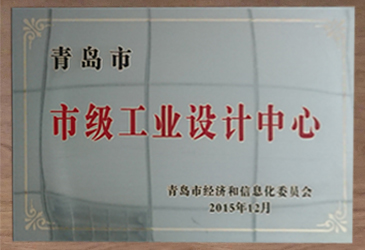 青岛市
市级工业设计中心
青岛市经济和信息化委员会
2015年12月